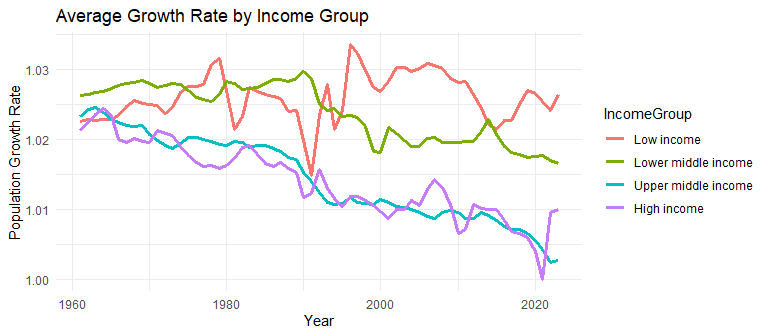 Average Growth Rate by Income Group
Population Growth Rate
1.03
1.02
1.01
1.00
1960
1980
2000
2020
Year
IncomeGroup
Low income
Lower middle income
Upper middle income
High income